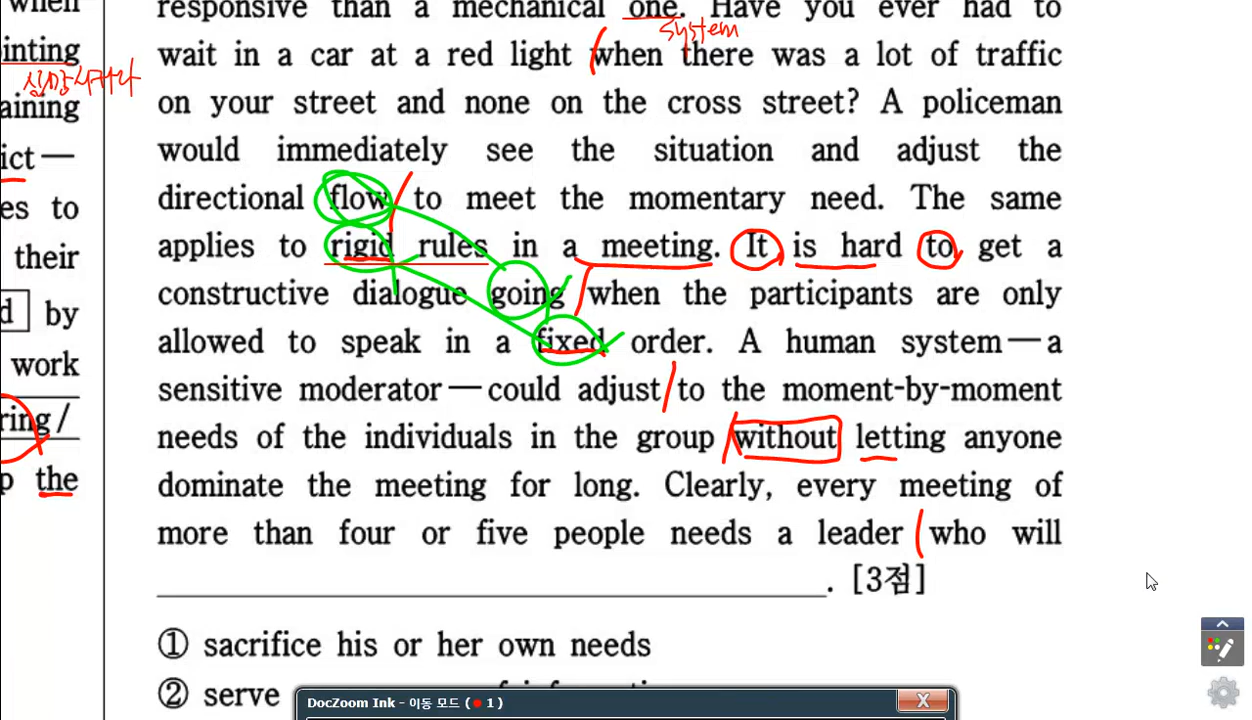 when
inting
심망시키다
aining
ict—
es to
their
d by
work
ring /
p the
responsive than a mechanical one. Have you ever had to
system
wait in a car at a red light when there was a lot of traffic
on your street and none on the cross street? A policeman
would immediately see the situation and adjust the
directional flow to meet the momentary need. The same
applies to rigid rules in a meeting. It is hard to get a
constructive dialogue going when the participants are only
allowed to speak in a fixed order. A human system—a
sensitive moderator—could adjust to the moment-by-moment
needs of the individuals in the group without letting anyone
dominate the meeting for long. Clearly, every meeting of
more than four or five people needs a leader who will
. [3점]
① sacrifice his or her own needs
② serve
DocZoom Ink - 이동 모드 ( 1 )
X